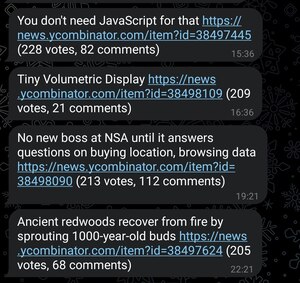 You don't need JavaScript for that https://
news.ycombinator.com/item?id=38497445
(228 votes, 82 comments)
15:36
Tiny Volumetric Display https://news
.ycombinator.com/item?id=38498109 (209
votes, 21 comments)
16:36
No new boss at NSA until it answers
questions on buying location, browsing data
https://news.ycombinator.com/item?id=
38498090 (213 votes, 112 comments)
19:21
Ancient redwoods recover from fire by
sprouting 1000-year-old buds https://news
.ycombinator.com/item?id=38497624 (205
votes, 68 comments)
22:21